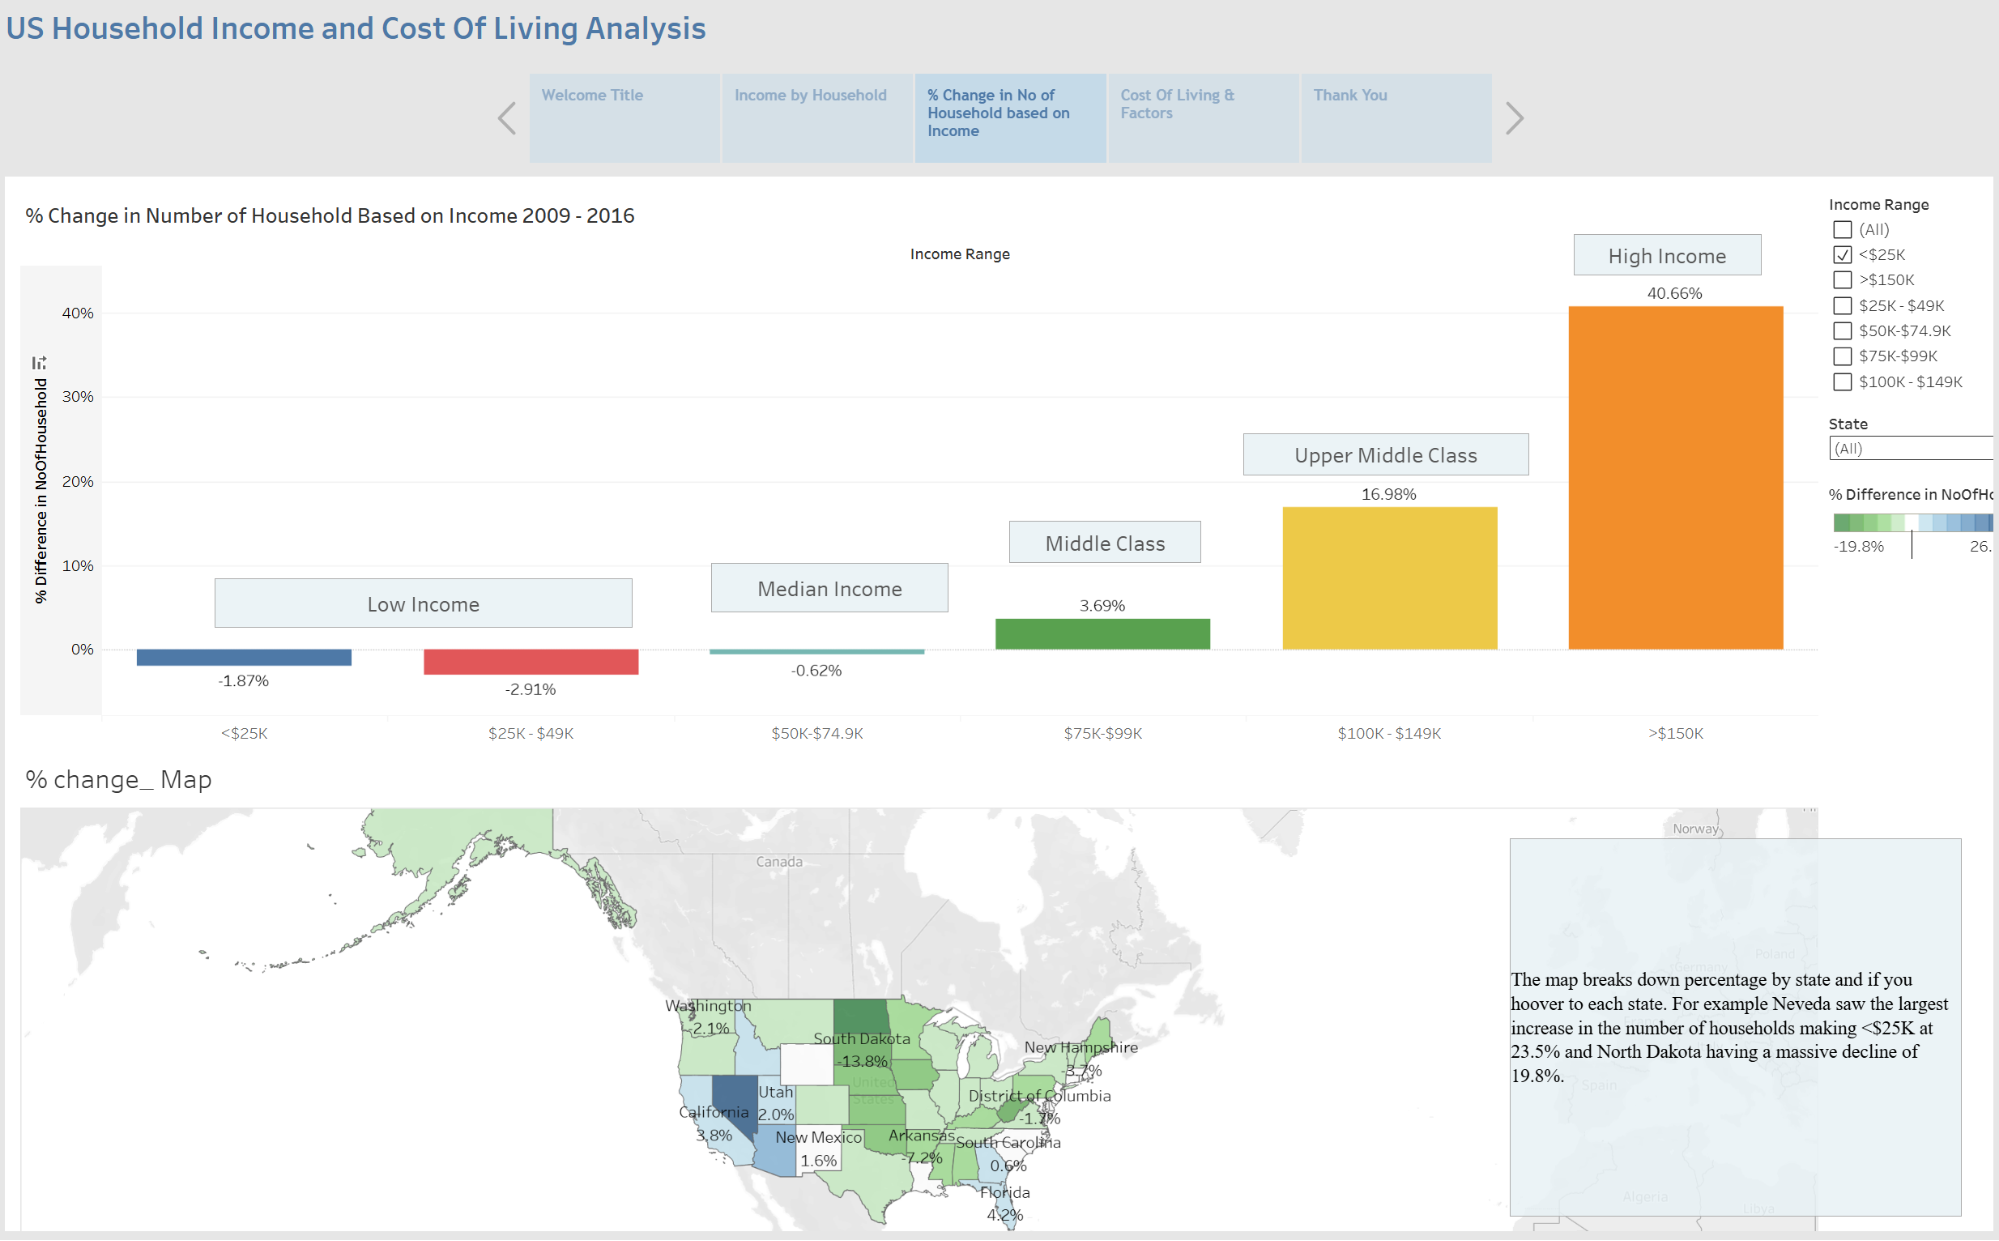 US Household Income and Cost Of Living Analysis
Welcome Title
Income by Household
% Change in No of
Household based on
Income
Cost Of Living &
Factors
Thank You
% Change in Number of Household Based on Income 2009 - 2016
Income Range
% Difference in NoOfHousehold
40%
30%
20%
10%
0%
Low Income
Median Income
Middle Class
Upper Middle Class
High Income
-1.87%
-2.91%
-0.62%
3.69%
16.98%
40.66%
<$25K
$25K - $49K
$50K-$74.9K
$75K-$99K
$100K - $149K
>$150K
Income Range
(All)
<$25K
>$150K
$25K - $49K
$50K-$74.9K
$75K-$99K
$100K - $149K
State
(All)
% Difference in NoOfHo
-19.8%
26.
% change_ Map
Canada
Norway
Washington
-2.1%
South Dakota
-13.8%
United
States
New Hampshire
-3.7%
Utah
2.0%
District of Columbia
-1.7%
California
3.8%
New Mexico
1.6%
Arkansas
-7.2%
South Carolina
0.6%
Florida
4.2%
Poland
Germany
Spain
Algeria
Libya
The map breaks down percentage by state and if you
hoover to each state. For example Neveda saw the largest
increase in the number of households making <$25K at
23.5% and North Dakota having a massive decline of
19.8%.